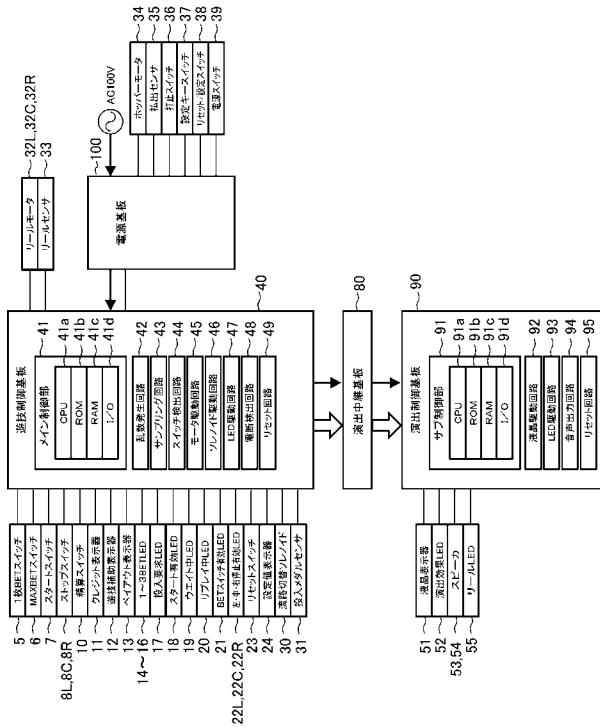 1枚BETスイッチ
5
MAXBETスイッチ
6
スタートスイッチ
7
ストップスイッチ
8L,8C,8R
精算スイッチ
10
クレジット表示器
11
遊技補助表示器
12
ペイアウト表示器
13
1～3BETLED
14～16
投入要求LED
17
スタート有効LED
18
ウエイト中LED
19
リプレイ中LED
20
BETスイッチ有効LED
21
左・中・右停止有効LED
22L,22C,22R
リセットスイッチ
23
設定値表示器
24
流路切替ソレノイド
30
投入メダルセンサ
31
リールモータ
32L,32C,32R
リールセンサ
33
遊技制御基板
40
メイン制御部
41
CPU
41a
ROM
41b
RAM
41c
I/O
41d
乱数発生回路
42
サンプリング回路
43
スイッチ検出回路
44
モータ駆動回路
45
ソレノイド駆動回路
46
LED駆動回路
47
電断検出回路
48
リセット回路
49
電源基板
100
AC100V
ホッパーモータ
34
払出センサ
35
打止スイッチ
36
設定キースイッチ
37
リセット/設定スイッチ
38
電源スイッチ
39
演出中継基板
80
演出制御基板
90
サブ制御部
91
CPU
91a
ROM
91b
RAM
91c
I/O
91d
液晶駆動回路
92
LED駆動回路
93
音声出力回路
94
リセット回路
95
液晶表示器
51
演出効果LED
52
スピーカ
53,54
リールLED
55